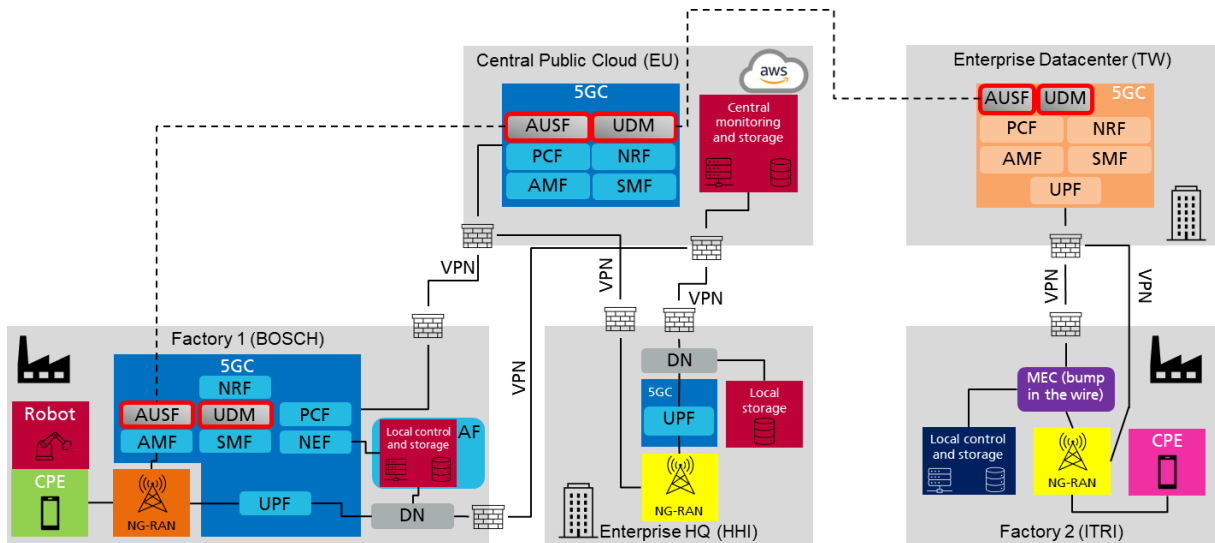 Central Public Cloud (EU)
aws
5GC
AUSF
UDM
PCF
NRF
AMF
SMF
Central
monitoring
and storage
Enterprise Datacenter (TW)
AUSF
UDM
5GC
PCF
NRF
AMF
SMF
UPF
VPN
VPN
VPN
VPN
VPN
VPN
Factory 1 (BOSCH)
5GC
NRF
AUSF
UDM
PCF
AMF
SMF
NEF
Robot
CPE
NG-RAN
UPF
Local control
and storage
AF
DN
DN
5GC
UPF
Local
storage
NG-RAN
Enterprise HQ (HHI)
MEC (bump
in the wire)
Local control
and storage
CPE
NG-RAN
Factory 2 (ITRI)